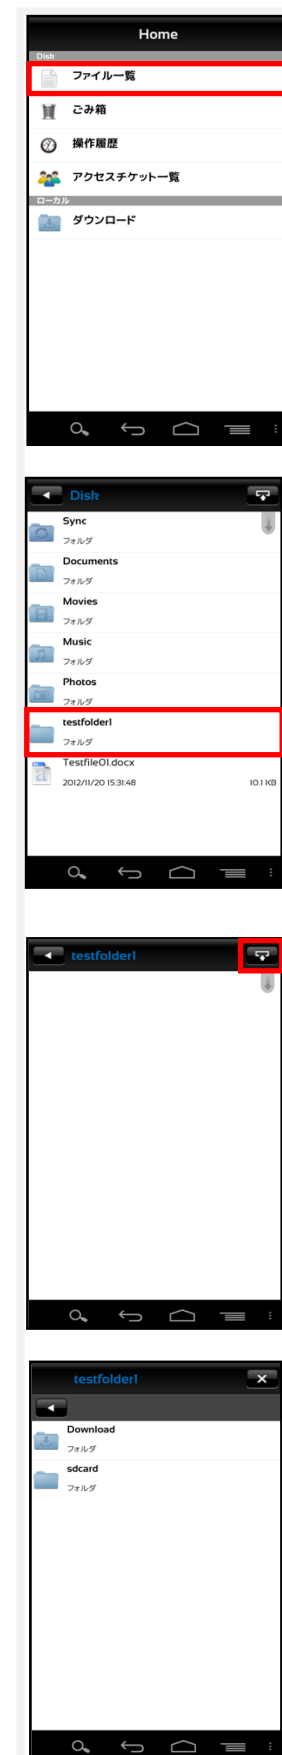 Home
Disk
ファイル一覧
ごみ箱
操作履歴
アクセスチケット一覧
ローカル
ダウンロード
Disk
Sync
フォルダ
Documents
フォルダ
Movies
フォルダ
Music
フォルダ
Photos
フォルダ
testfolder1
フォルダ
Testfile01.docx
2012/11/20 15:31:48 10.1 KB
testfolder1
testfolder1
Download
フォルダ
sdcard
フォルダ